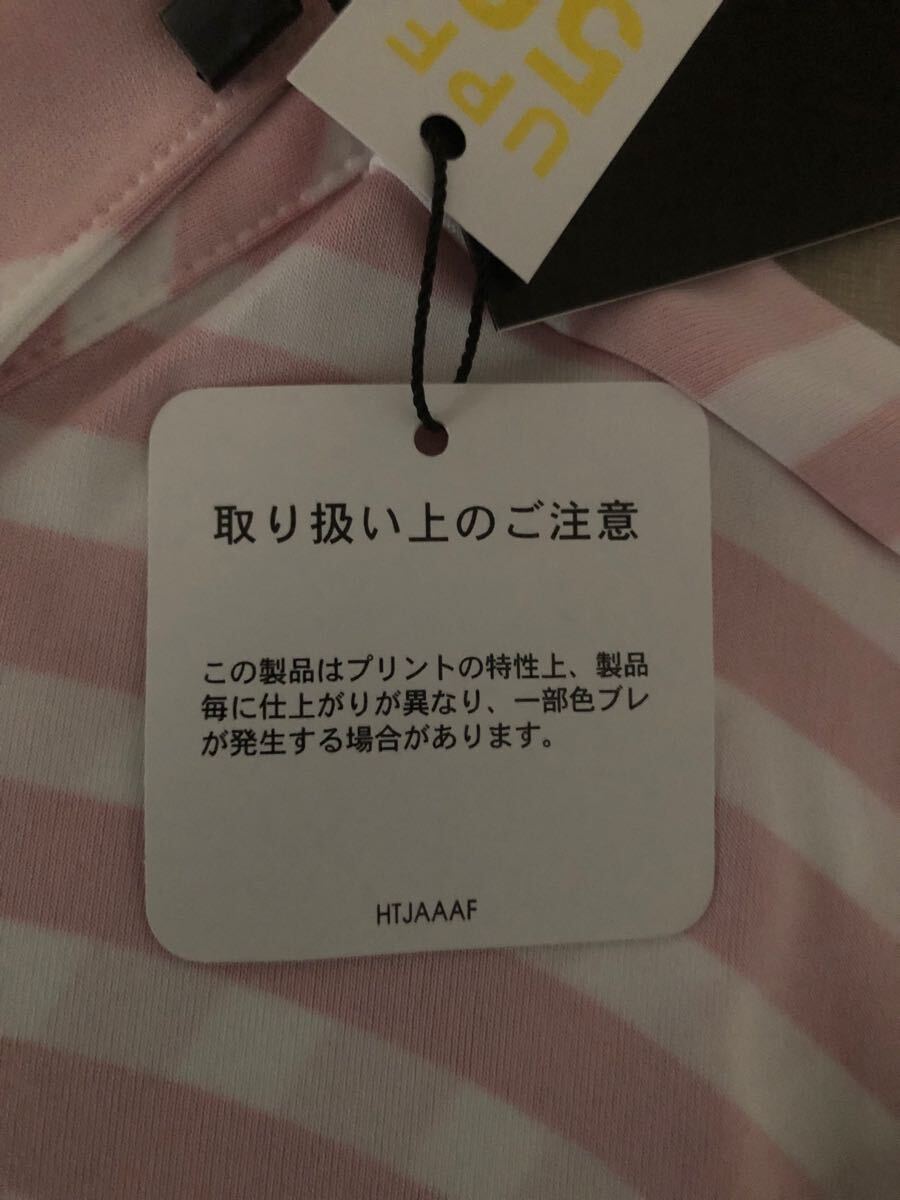 UPF
50
取り扱い上のご注意
この製品はプリントの特性上、製品
毎に仕上がりが異なり、一部色ブレ
が発生する場合があります。
HTJAAAF